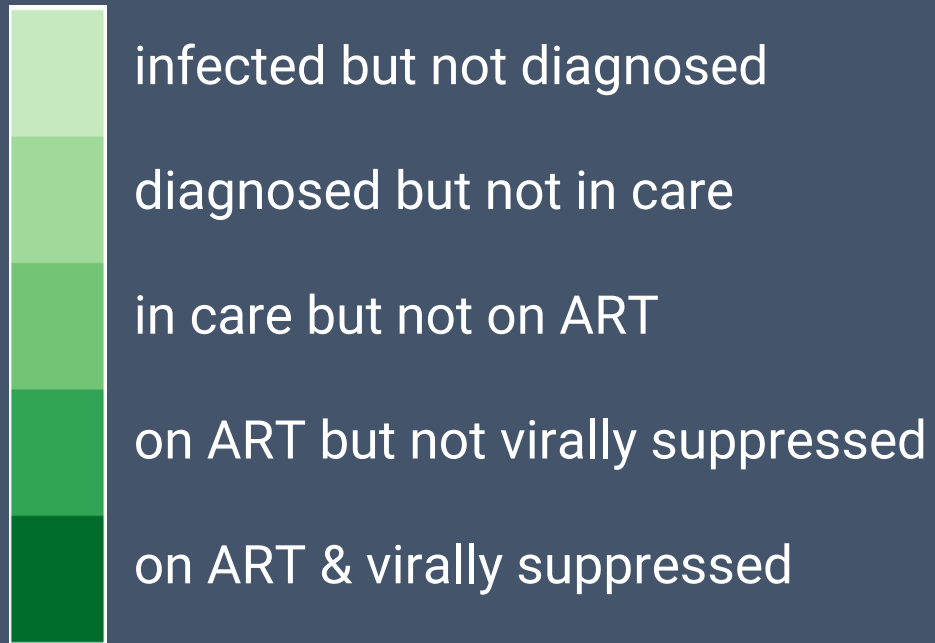 infected but not diagnosed
diagnosed but not in care
in care but not on ART
on ART but not virally suppressed
on ART & virally suppressed